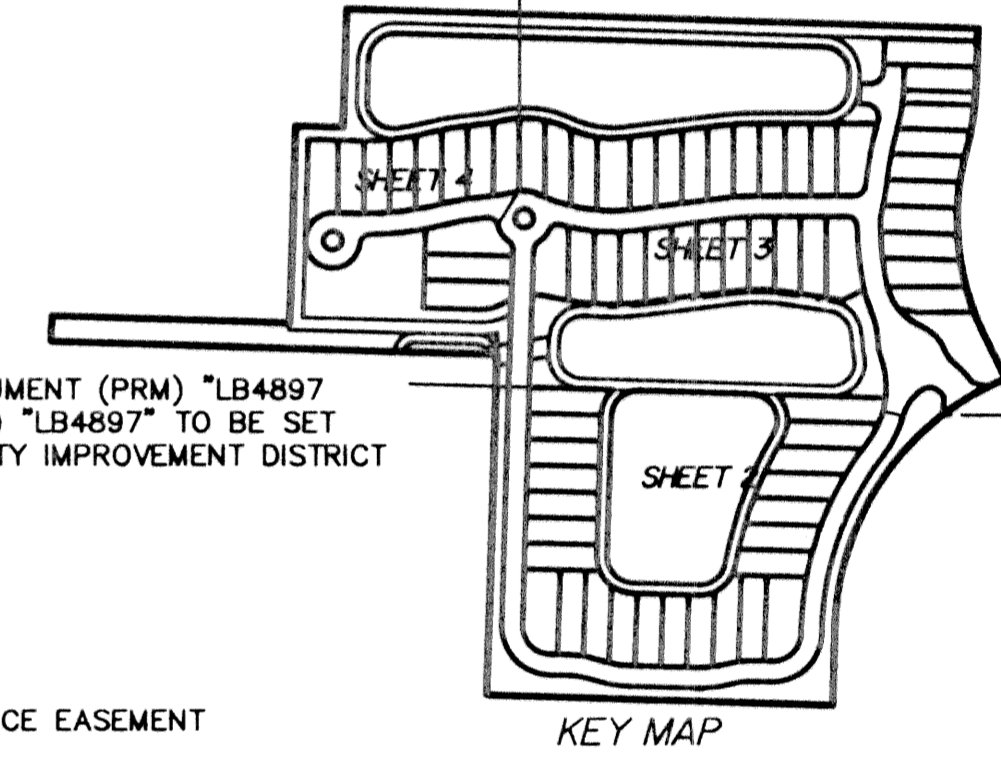 SHEET 4
SHEET 3
UMENT (PRM) "LB4897
"LB4897" TO BE SET
TY IMPROVEMENT DISTRICT
SHEET 2
CE EASEMENT
KEY MAP